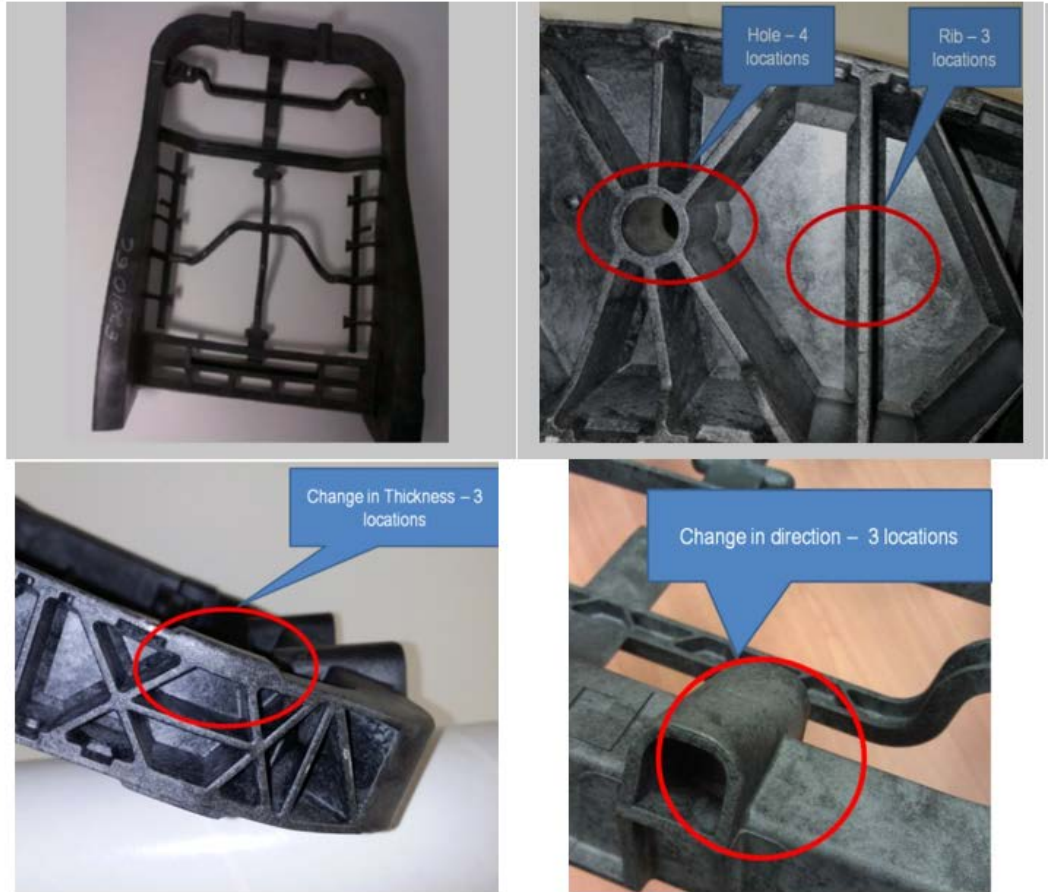 Hole – 4
locations
Rib – 3
locations
Change in Thickness – 3
locations
Change in direction – 3 locations